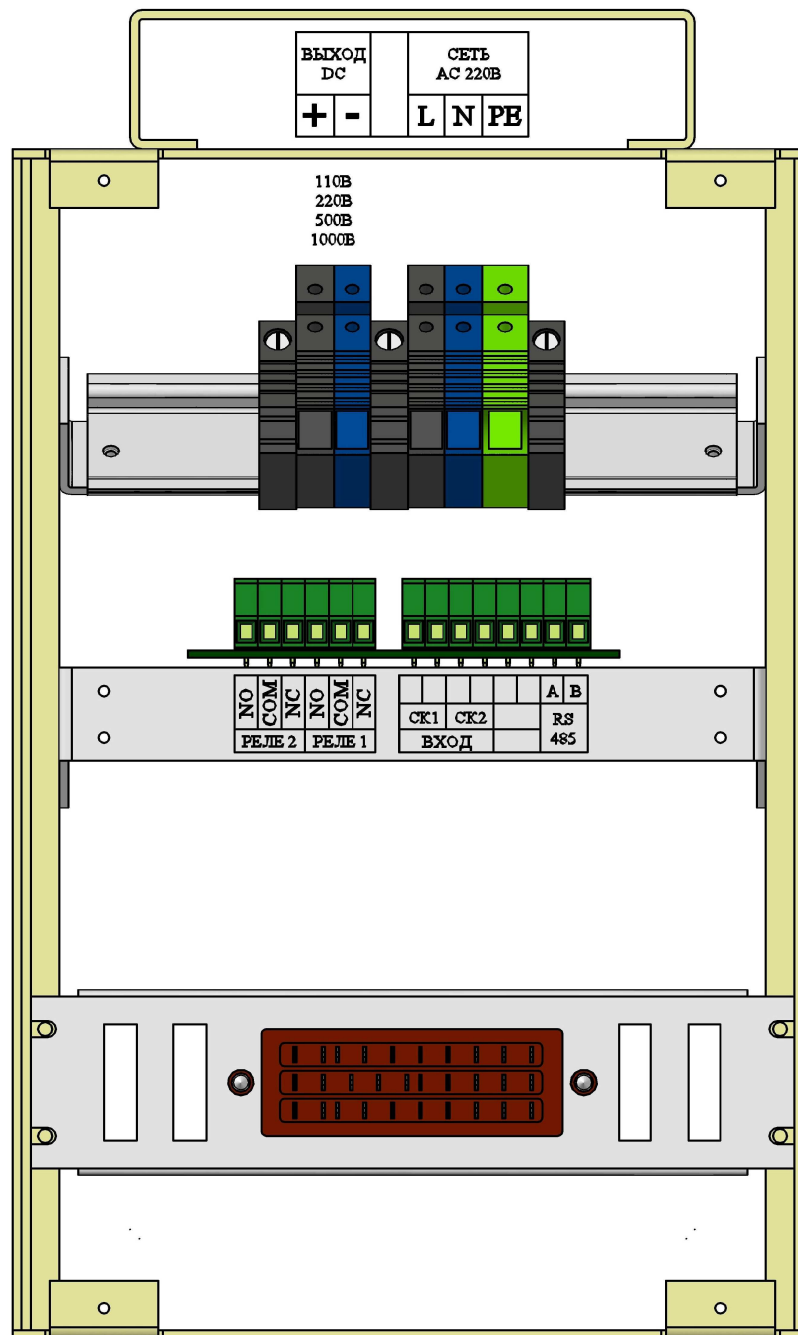 ВЫХОД DC
СЕТЬ AC 220В
+ - L N PE
110В
220В
500В
1000В
NO COM NC NO COM NC
A B
СК1 СК2 RS 485
РЕЛЕ 2 РЕЛЕ 1 ВХОД